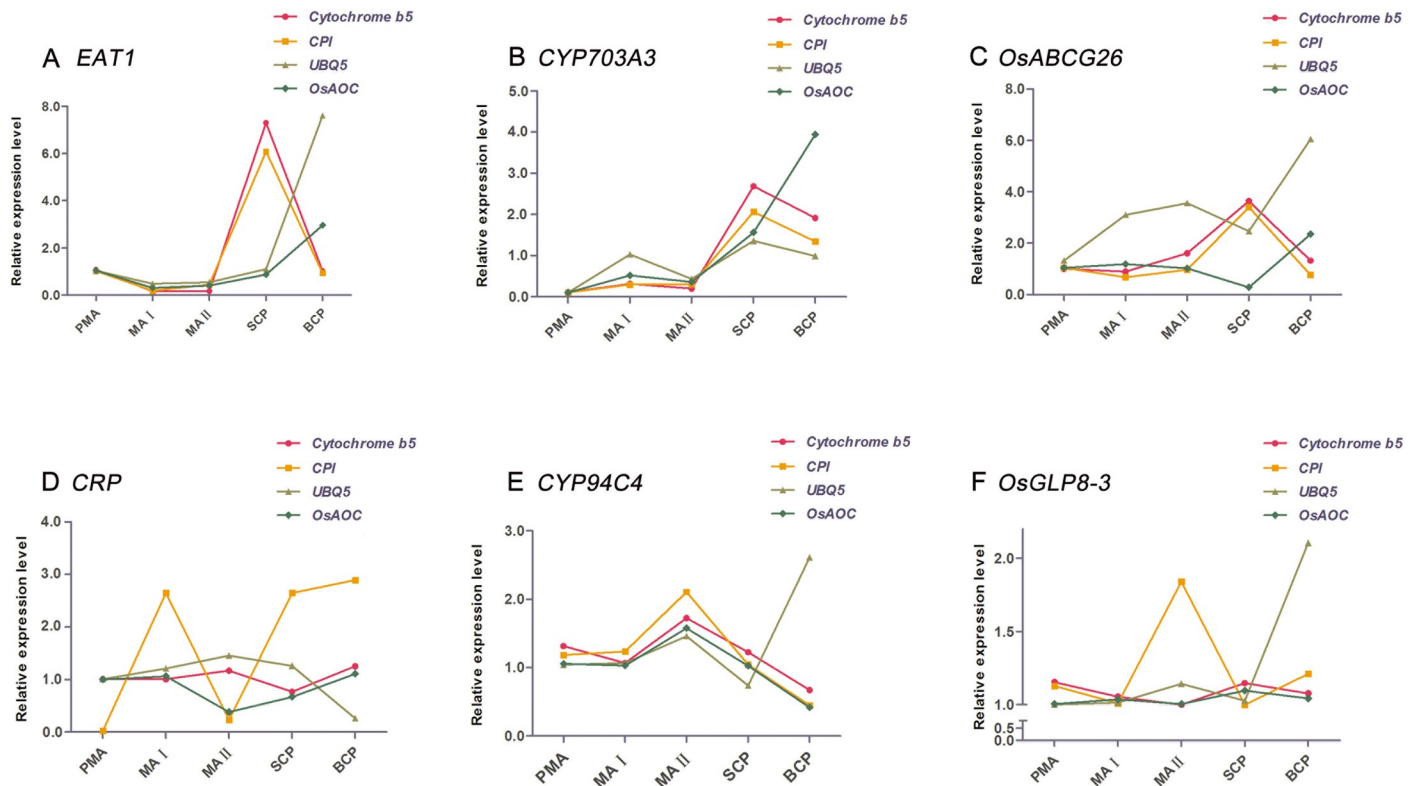 A EAT1
Cytochrome b5
CPI
UBQ5
OsAOC
Relative expression level
8.0
6.0
4.0
2.0
0.0
PMA
MA Ⅰ
MA Ⅱ
SCP
BCP
B CYP703A3
Cytochrome b5
CPI
UBQ5
OsAOC
Relative expression level
5.0
4.0
3.0
2.0
1.0
0.0
PMA
MA Ⅰ
MA Ⅱ
SCP
BCP
C OsABCG26
Cytochrome b5
CPI
UBQ5
OsAOC
Relative expression level
8.0
6.0
4.0
2.0
0.0
PMA
MA Ⅰ
MA Ⅱ
SCP
BCP
D CRP
Cytochrome b5
CPI
UBQ5
OsAOC
Relative expression level
4.0
3.0
2.0
1.0
0.0
PMA
MA Ⅰ
MA Ⅱ
SCP
BCP
E CYP94C4
Cytochrome b5
CPI
UBQ5
OsAOC
Relative expression level
3.0
2.0
1.0
0.0
PMA
MA Ⅰ
MA Ⅱ
SCP
BCP
F OsGLP8-3
Cytochrome b5
CPI
UBQ5
OsAOC
Relative expression level
2.0
1.5
1.0
0.5
0.0
PMA
MA Ⅰ
MA Ⅱ
SCP
BCP